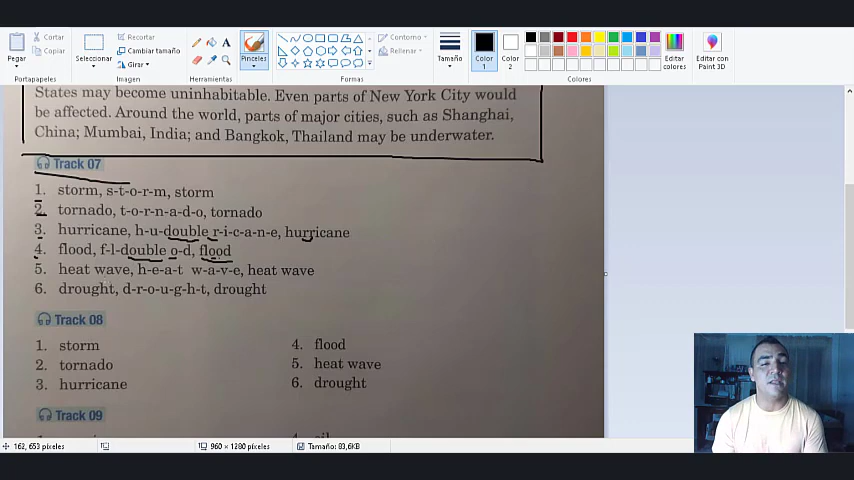 Cortar
Copiar
Pegar
Portapapeles
Seleccionar
Recortar
Cambiar tamaño
Girar
Imagen
A
Herramientas
Pinceles
Contorno
Rellenar
Formas
Tamaño
Color 1
Color 2
Editar colores
Colores
Editar con Paint 3D
States may become uninhabitable. Even parts of New York City would
be affected. Around the world, parts of major cities, such as Shanghai,
China; Mumbai, India; and Bangkok, Thailand may be underwater.
Track 07
1. storm, s-t-o-r-m, storm
2. tornado, t-o-r-n-a-d-o, tornado
3. hurricane, h-u-double r-i-c-a-n-e, hurricane
4. flood, f-l-double o-d, flood
5. heat wave, h-e-a-t w-a-v-e, heat wave
6. drought, d-r-o-u-g-h-t, drought
Track 08
1. storm
2. tornado
3. hurricane
4. flood
5. heat wave
6. drought
Track 09
162, 653 píxeles
960 × 1280 píxeles
Tamaño: 83,6KB